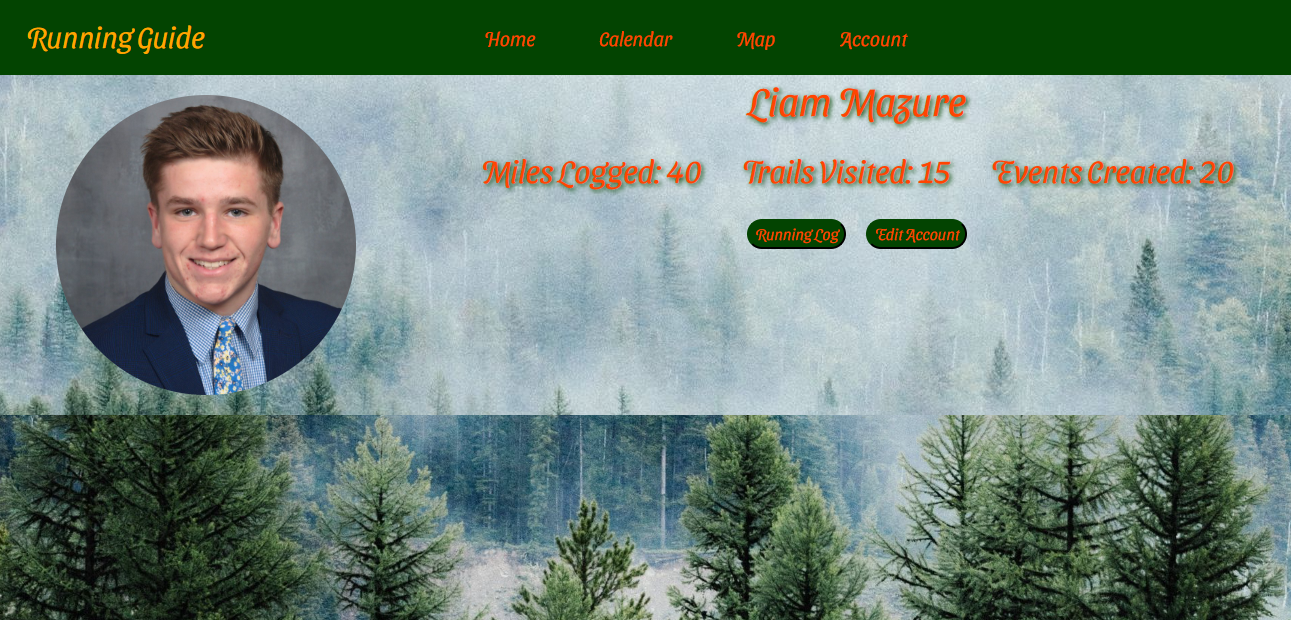 Running Guide Home Calendar Map Account
Liam Mazure
Miles Logged: 40 Trails Visited: 15 Events Created: 20
Running Log Edit Account